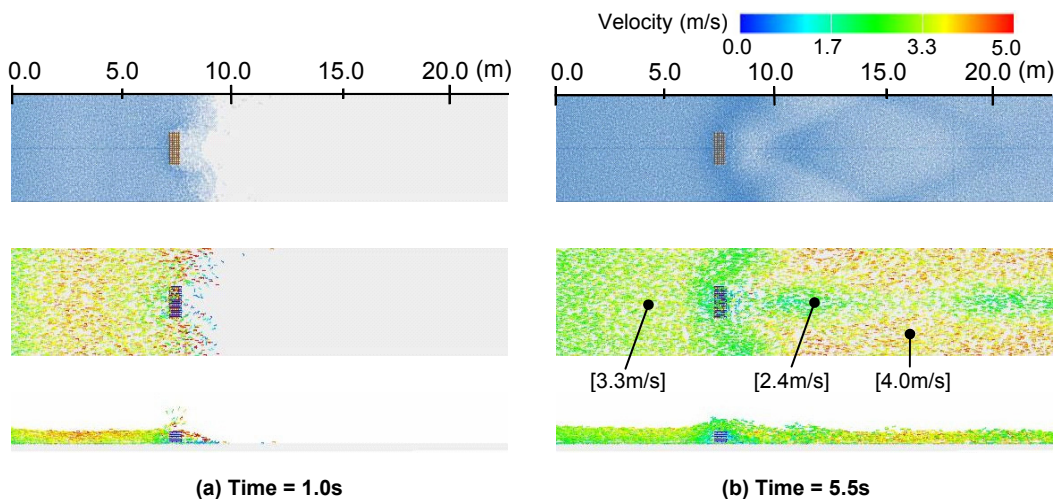 Velocity (m/s)
0.0 1.7 3.3 5.0
0.0 5.0 10.0 20.0 (m)
0.0 5.0 10.0 15.0 20.0 (m)
[3.3m/s] [2.4m/s] [4.0m/s]
(a) Time = 1.0s
(b) Time = 5.5s